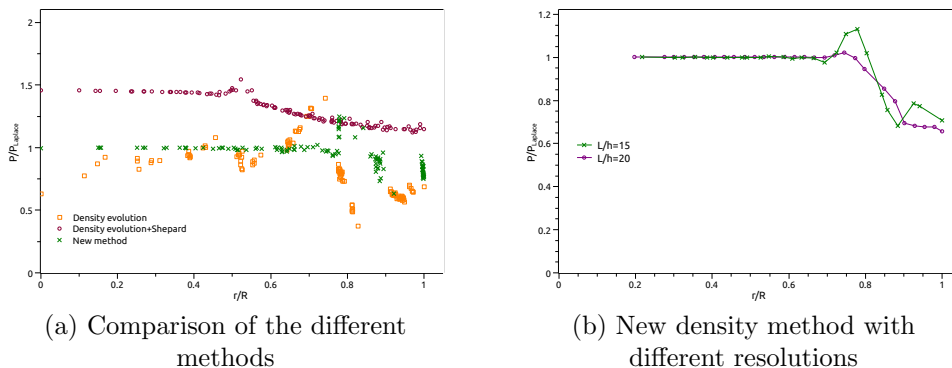 2
1.5
1
0.5
0
P/P_Laplace
Density evolution
Density evolution+Shepard
New method
0 0.2 0.4 0.6 0.8 1
r/R
(a) Comparison of the different
methods
1.2
1.0
0.8
0.6
0.4
0.2
0
P/P_Laplace
L/h=15
L/h=20
0 0.2 0.4 0.6 0.8 1
r/R
(b) New density method with
different resolutions